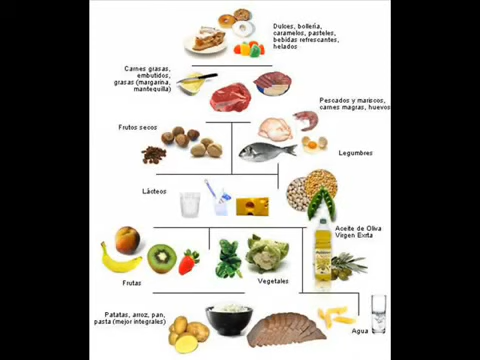 Dulces, bollería,
caramelos, pasteles,
bebidas refrescantes,
helados
Carnes grasas,
embutidos,
grasas (margarina,
mantequilla)
Pescados y mariscos,
carnes magras, huevos
Frutos secos
Legumbres
Lácteos
Aceite de Oliva
Virgen Extra
Frutas
Vegetales
Patatas, arroz, pan,
pasta (mejor integrales)
Agua